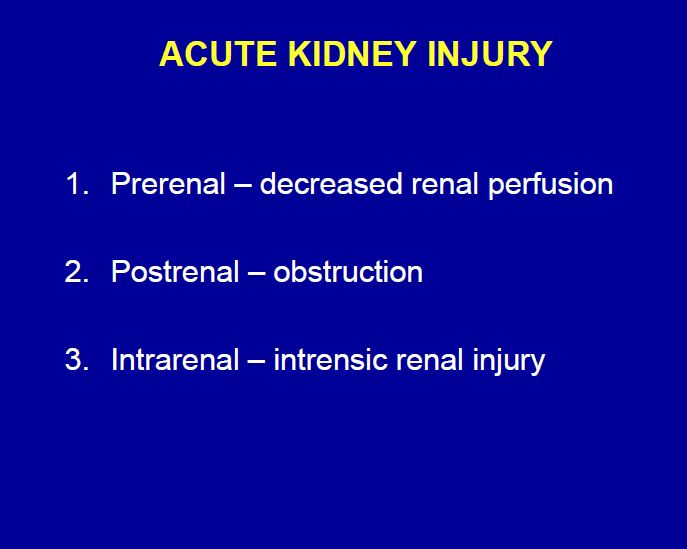 ACUTE KIDNEY INJURY
1. Prerenal – decreased renal perfusion
2. Postrenal – obstruction
3. Intrarenal – intrensic renal injury